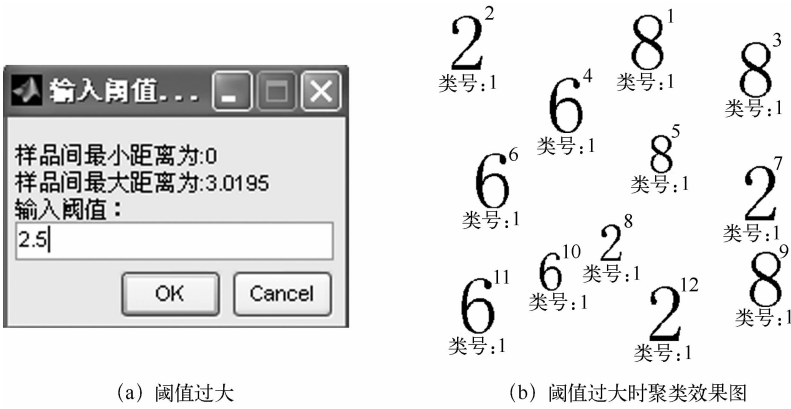 输入阈值...
样品间最小距离为:0
样品间最大距离为:3.0195
输入阈值：
2.5
OK Cancel
(a) 阈值过大
2 2
类号:1
8 1
类号:1
8 3
类号:1
6 4
类号:1
8 5
类号:1
6 6
类号:1
2 7
类号:1
2 8
类号:1
8 9
类号:1
6 10
类号:1
6 11
类号:1
2 12
类号:1
(b) 阈值过大时聚类效果图